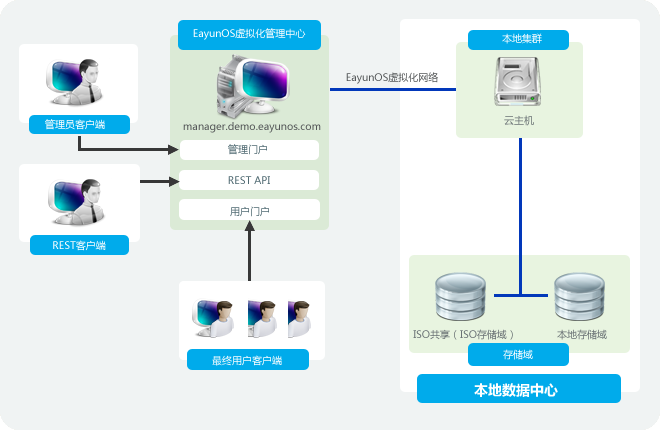 EayunOS虚拟化管理中心
manager.demo.eayunos.com
管理门户
REST API
用户门户
管理员客户端
REST客户端
最终用户客户端
EayunOS虚拟化网络
本地集群
云主机
ISO共享（ISO存储域）
本地存储域
存储域
本地数据中心